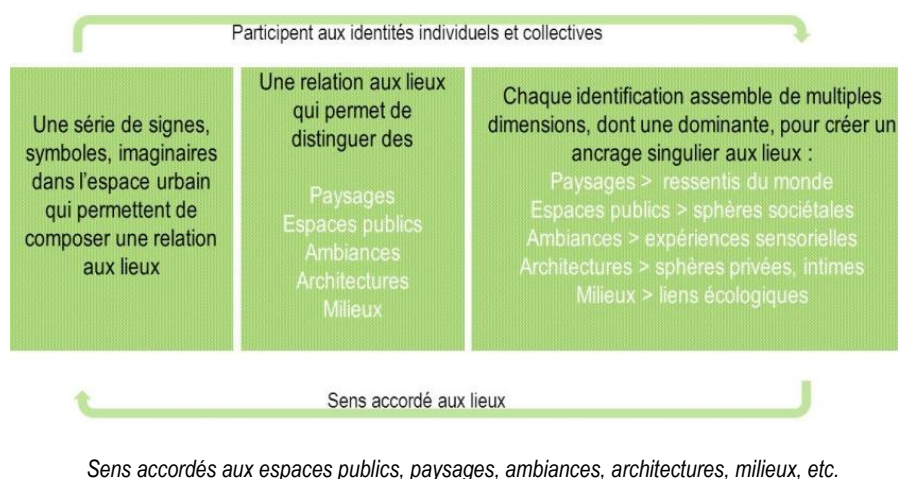 Participent aux identités individuels et collectives
Une série de signes,
symboles, imaginaires
dans l'espace urbain
qui permettent de
composer une relation
aux lieux
Une relation aux lieux
qui permet de
distinguer des
Paysages
Espaces publics
Ambiances
Architectures
Milieux
Chaque identification assemble de multiples
dimensions, dont une dominante, pour créer un
ancrage singulier aux lieux :
Paysages > ressentis du monde
Espaces publics > sphères sociétales
Ambiances > expériences sensorielles
Architectures > sphères privées, intimes
Milieux > liens écologiques
Sens accordé aux lieux
Sens accordés aux espaces publics, paysages, ambiances, architectures, milieux, etc.